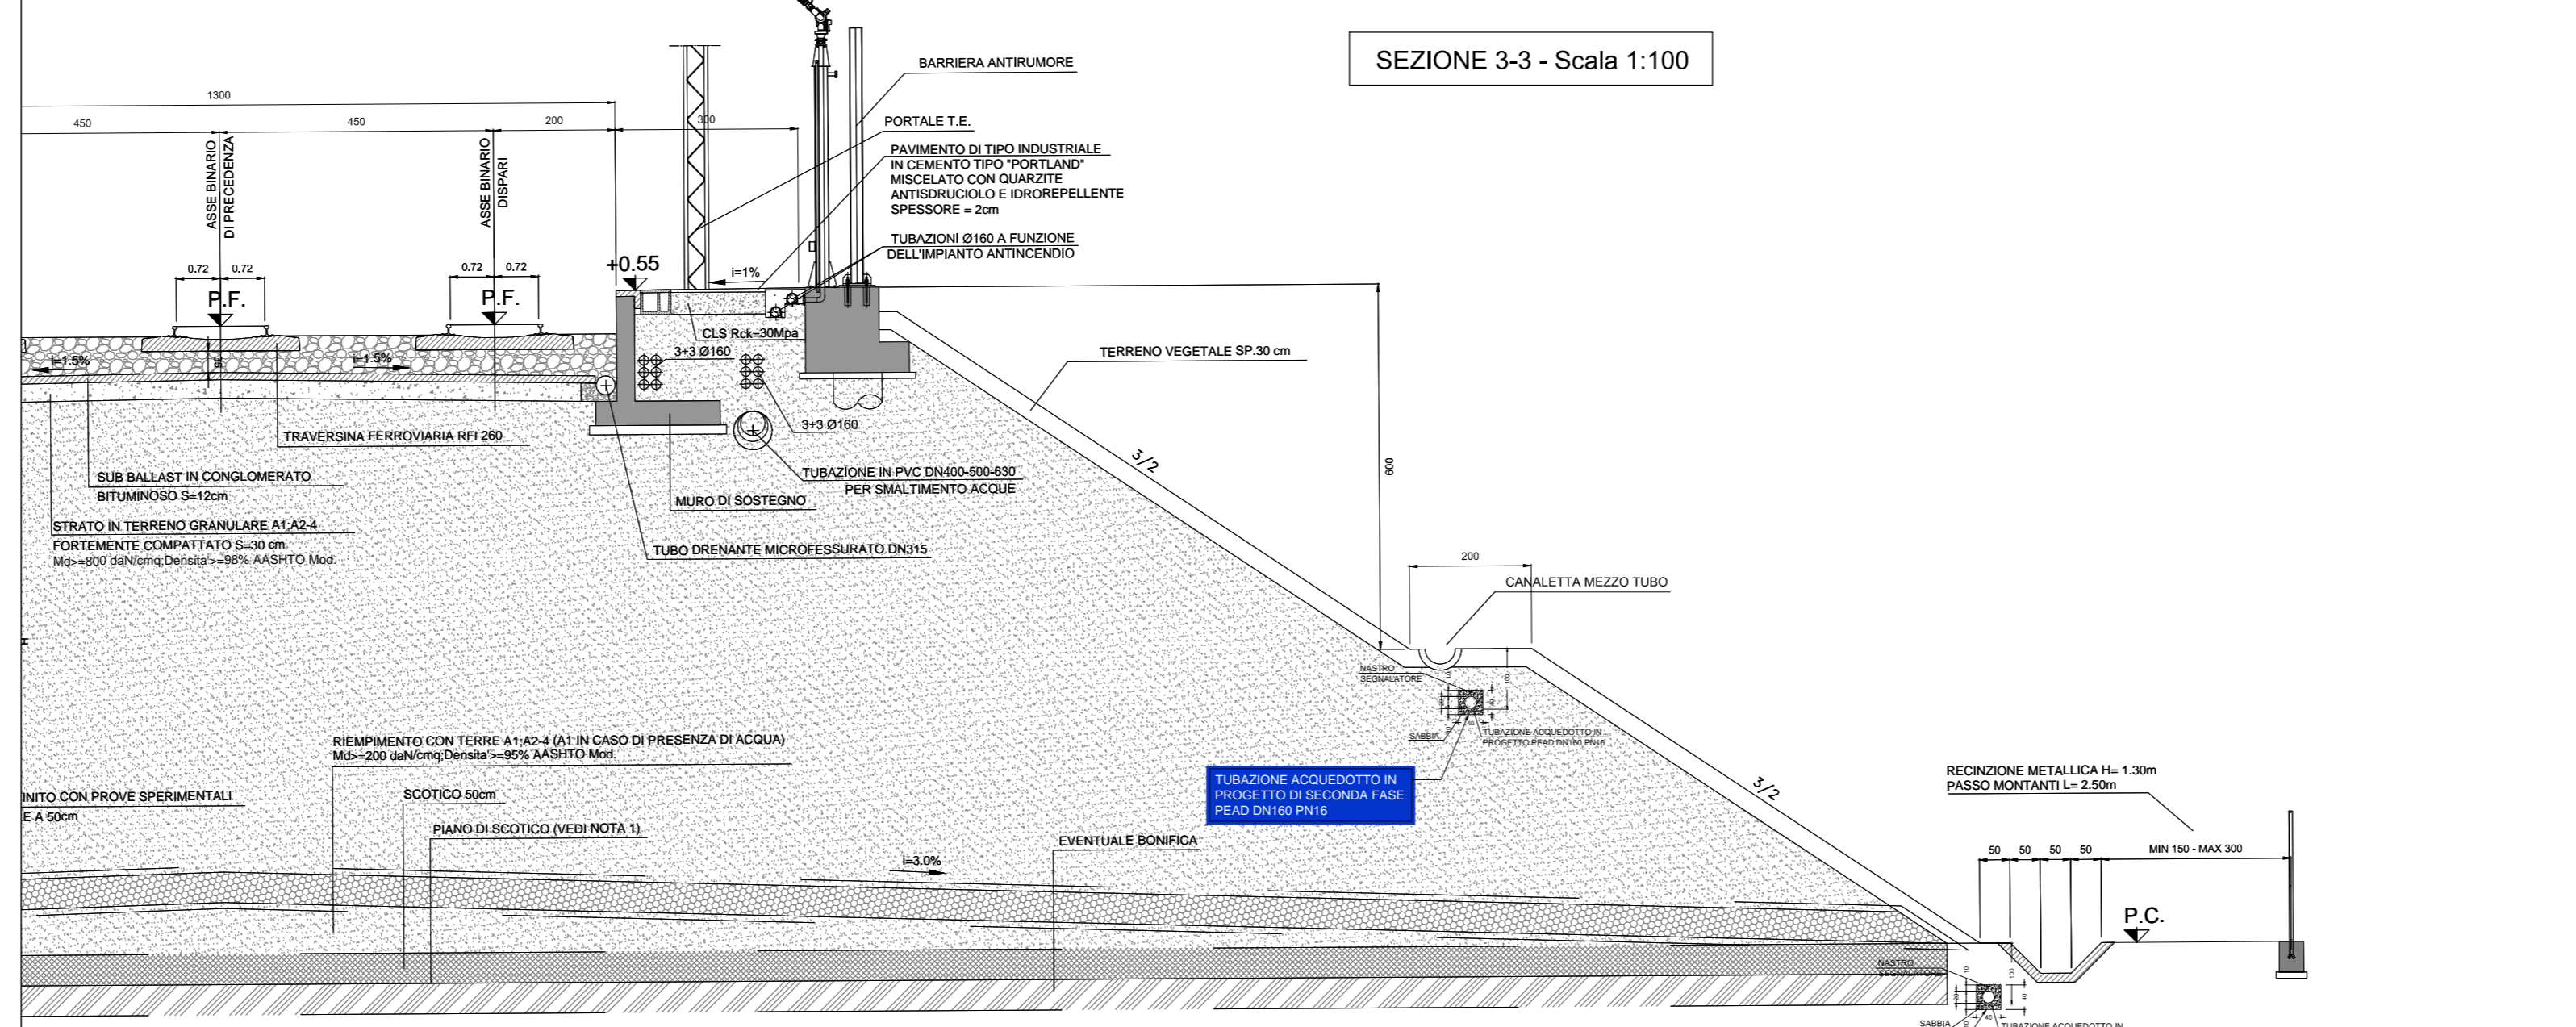 SEZIONE 3-3 - Scala 1:100
BARRIERA ANTIRUMORE
1300
450
450
200
300
PORTALE T.E.
ASSE BINARIO
DI PRECEDENZA
ASSE BINARIO
DISPARI
PAVIMENTO DI TIPO INDUSTRIALE
IN CEMENTO TIPO "PORTLAND"
MISCELATO CON QUARZITE
ANTISDRUCIOLO E IDROREPELLENTE
SPESSORE = 2cm
TUBAZIONI Ø160 A FUNZIONE
DELL'IMPIANTO ANTINCENDIO
0.72
0.72
0.72
0.72
+0.55
i=1%
P.F.
P.F.
CLS Rck=30Mpa
i=1.5%
i=1.5%
35
3+3 Ø160
TERRENO VEGETALE SP.30 cm
3+3 Ø160
TRAVERSINA FERROVIARIA RFI 260
600
3/2
SUB BALLAST IN CONGLOMERATO
BITUMINOSO S=12cm
TUBAZIONE IN PVC DN400-500-630
PER SMALTIMENTO ACQUE
MURO DI SOSTEGNO
STRATO IN TERRENO GRANULARE A1;A2-4
FORTEMENTE COMPATTATO S=30 cm
Md>=800 daN/cmq;Densita'>=98% AASHTO Mod.
TUBO DRENANTE MICROFESSURATO DN315
200
CANALETTA MEZZO TUBO
H
NASTRO
SEGNALATORE
10
100
40
SABBIA
TUBAZIONE ACQUEDOTTO IN
PROGETTO PEAD DN160 PN16
RIEMPIMENTO CON TERRE A1;A2-4 (A1 IN CASO DI PRESENZA DI ACQUA)
Md>=200 daN/cmq;Densita'>=95% AASHTO Mod.
TUBAZIONE ACQUEDOTTO IN
PROGETTO DI SECONDA FASE
PEAD DN160 PN16
3/2
RECINZIONE METALLICA H= 1.30m
PASSO MONTANTI L= 2.50m
INITO CON PROVE SPERIMENTALI
E A 50cm
SCOTICO 50cm
PIANO DI SCOTICO (VEDI NOTA 1)
EVENTUALE BONIFICA
50
50
50
50
MIN 150 - MAX 300
i=3.0%
P.C.
NASTRO
SEGNALATORE
10
100
40
40
SABBIA
10
TUBAZIONE ACQUEDOTTO IN